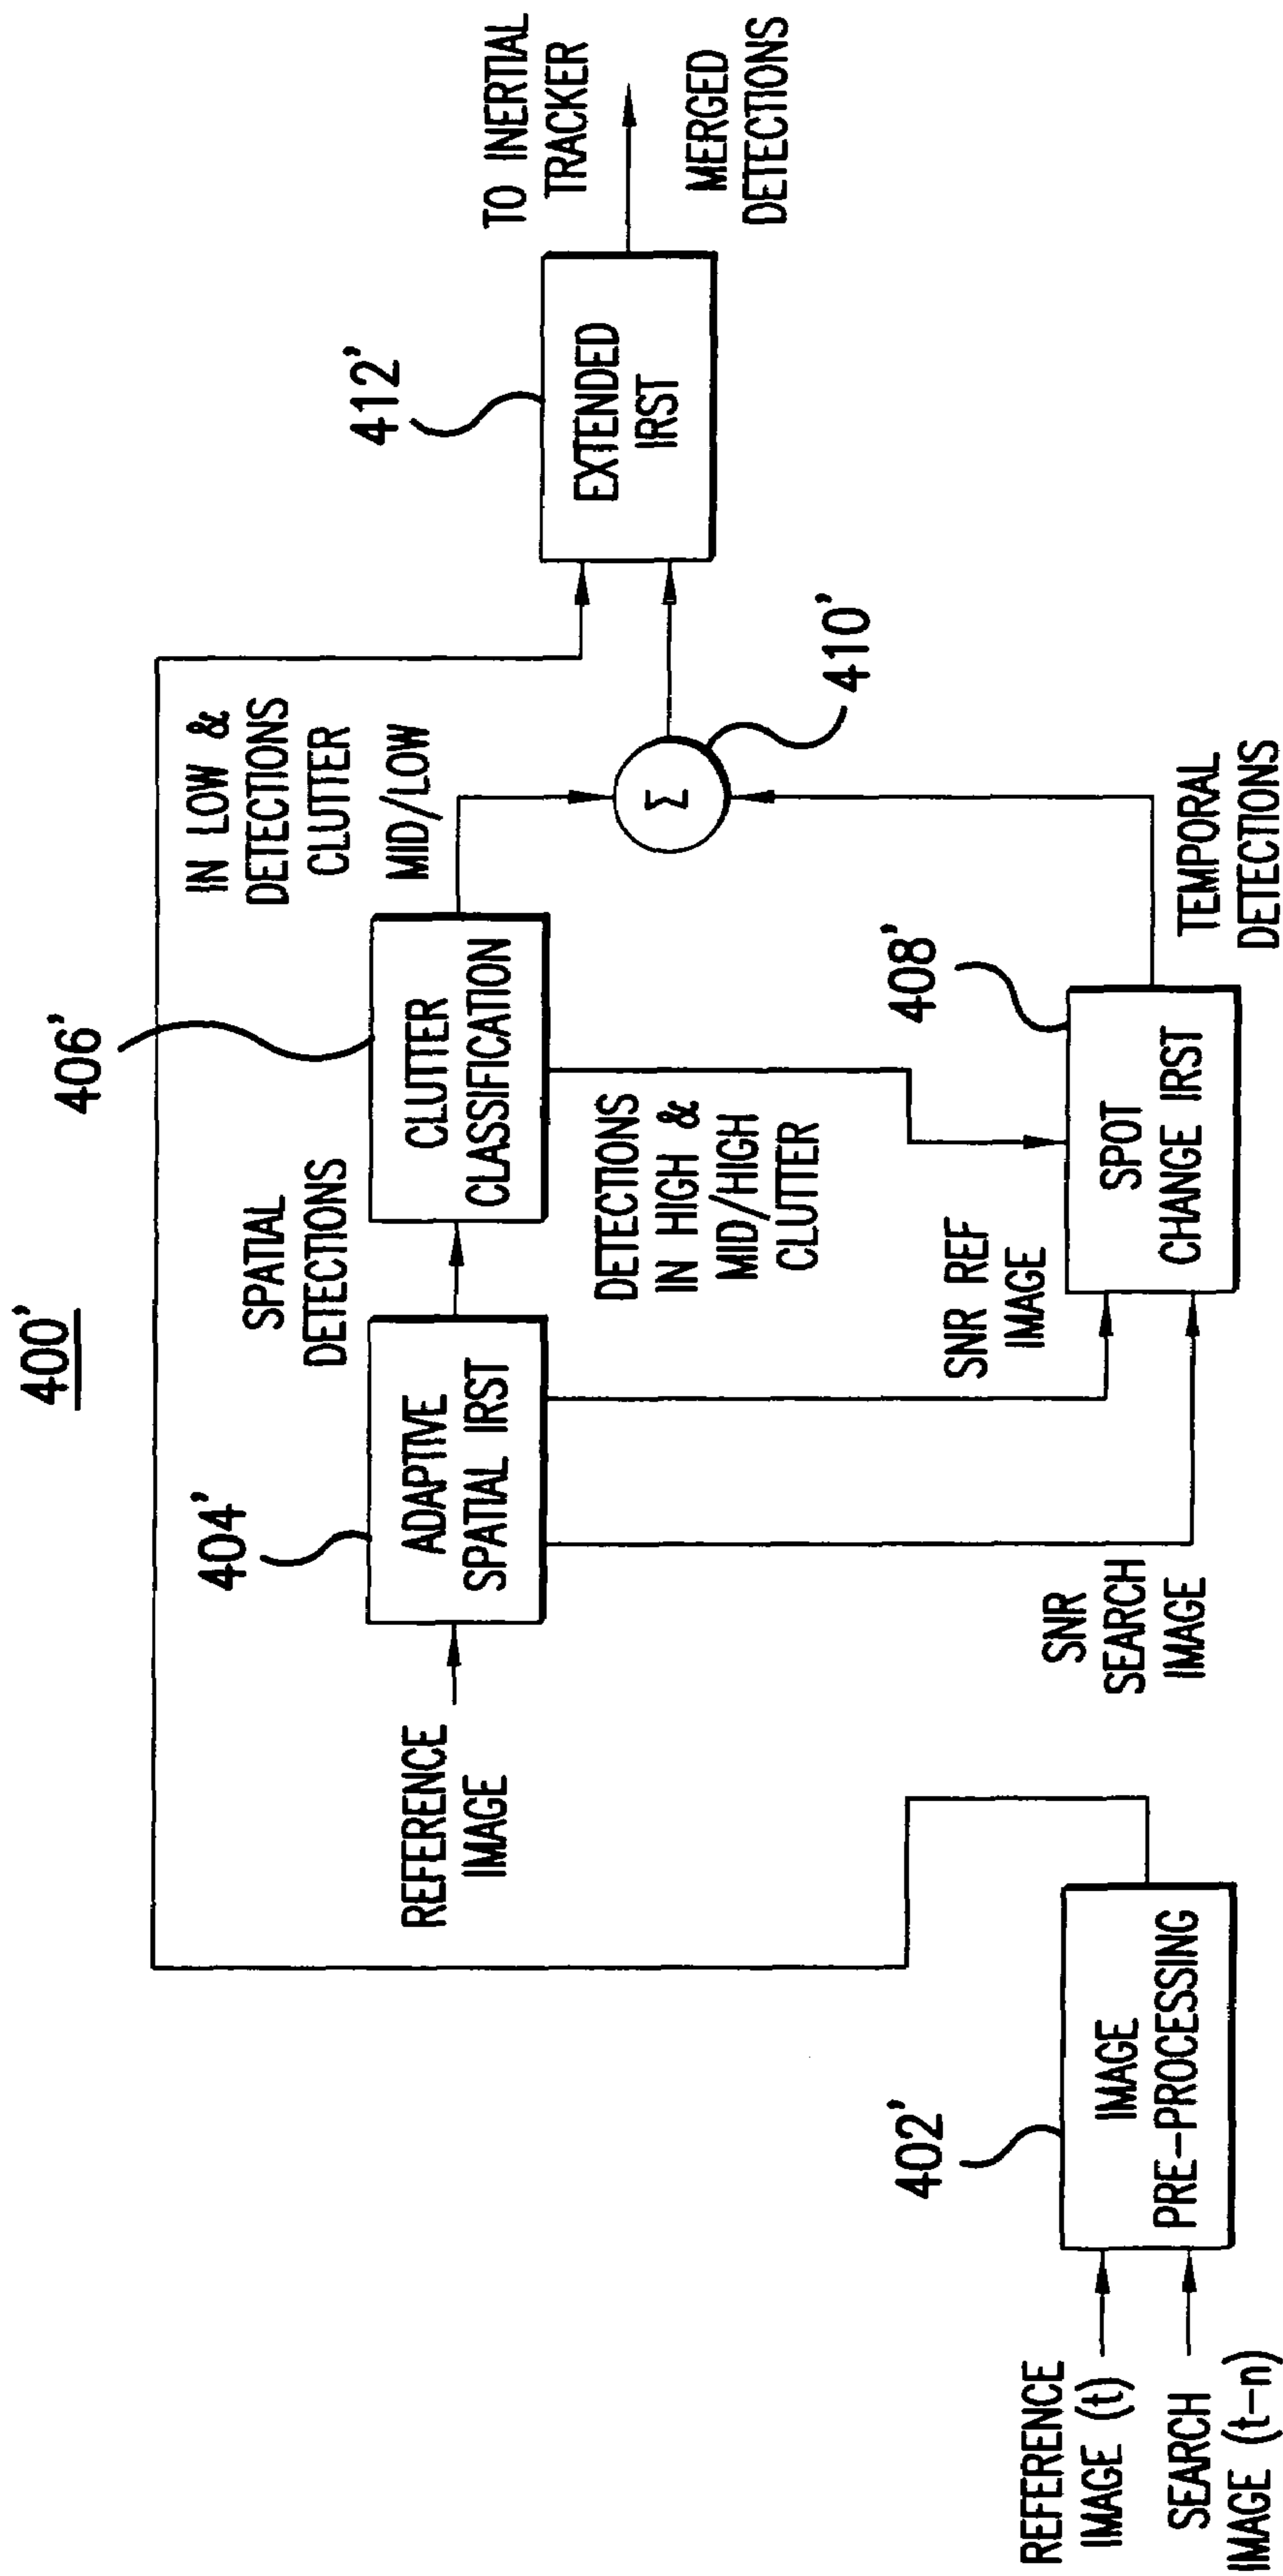 400'
REFERENCE
IMAGE (t)
SEARCH
IMAGE (t-n)
402'
IMAGE
PRE-PROCESSING
REFERENCE
IMAGE
404'
ADAPTIVE
SPATIAL IRST
SPATIAL
DETECTIONS
406'
CLUTTER
CLASSIFICATION
IN LOW &
DETECTIONS
CLUTTER
MID/LOW
DETECTIONS
IN HIGH &
MID/HIGH
CLUTTER
SNR REF
IMAGE
SNR
SEARCH
IMAGE
408'
SPOT
CHANGE IRST
TEMPORAL
DETECTIONS
Σ
410'
412'
EXTENDED
IRST
TO INERTIAL
TRACKER
MERGED
DETECTIONS